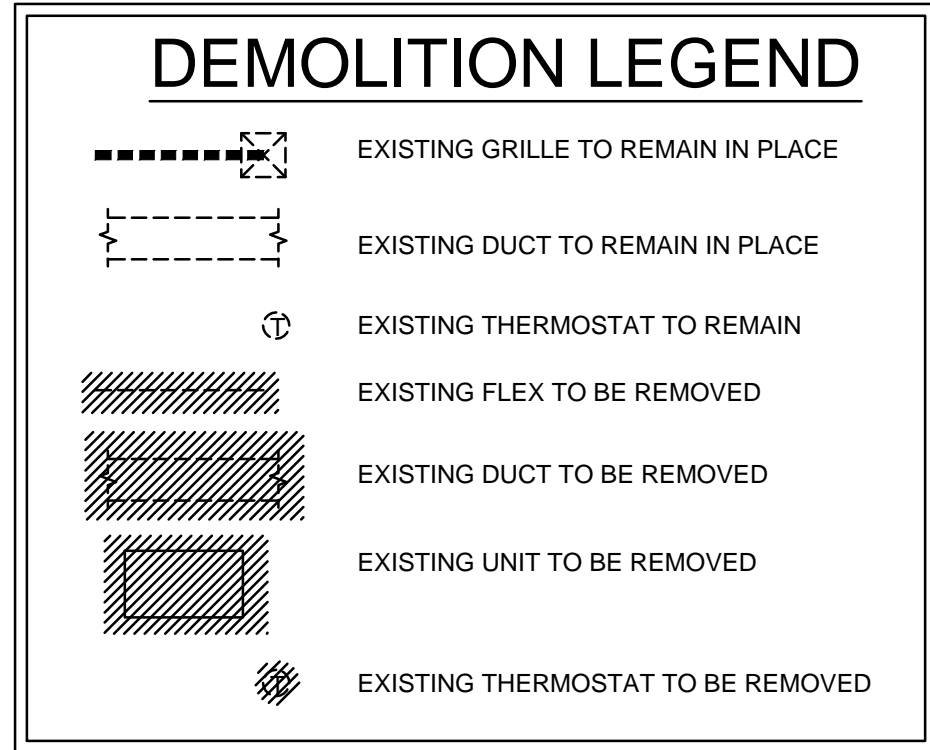 DEMOLITION LEGEND
EXISTING GRILLE TO REMAIN IN PLACE
EXISTING DUCT TO REMAIN IN PLACE
T EXISTING THERMOSTAT TO REMAIN
EXISTING FLEX TO BE REMOVED
EXISTING DUCT TO BE REMOVED
EXISTING UNIT TO BE REMOVED
T EXISTING THERMOSTAT TO BE REMOVED